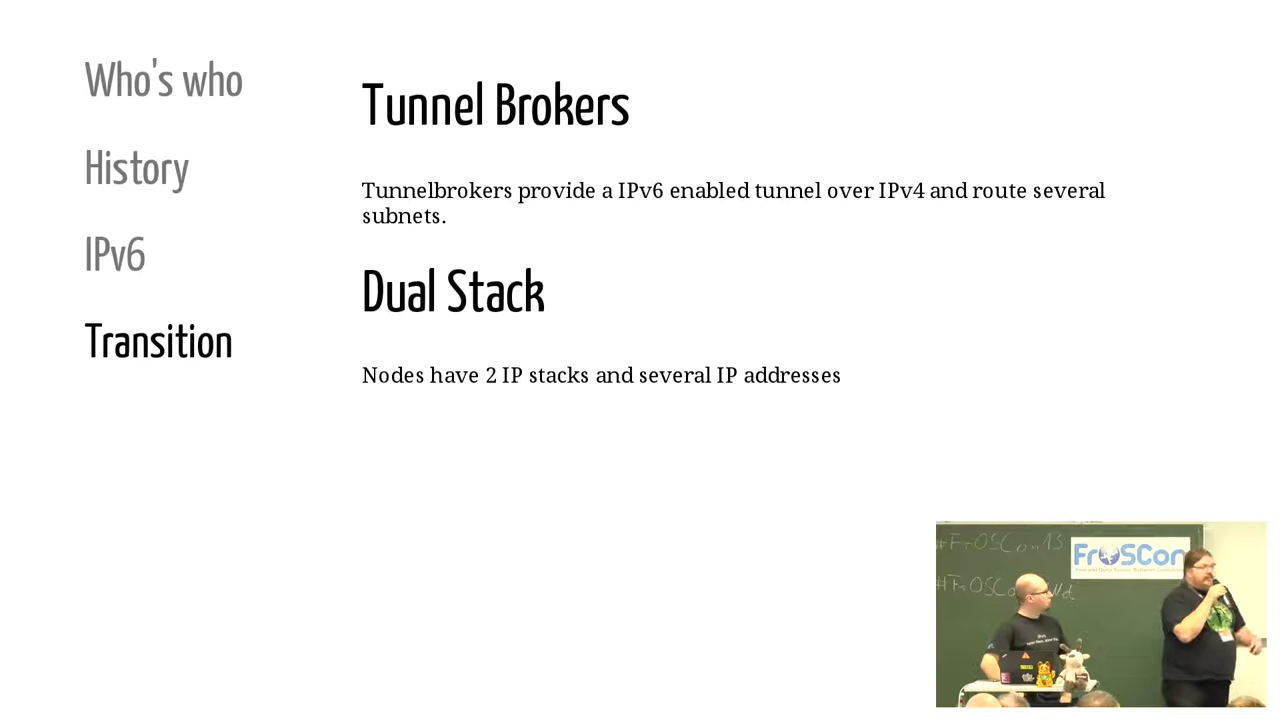 Who's who
History
IPv6
Transition
Tunnel Brokers
Tunnelbrokers provide a IPv6 enabled tunnel over IPv4 and route several
subnets.
Dual Stack
Nodes have 2 IP stacks and several IP addresses
#FrOSCon13
FrOSCon